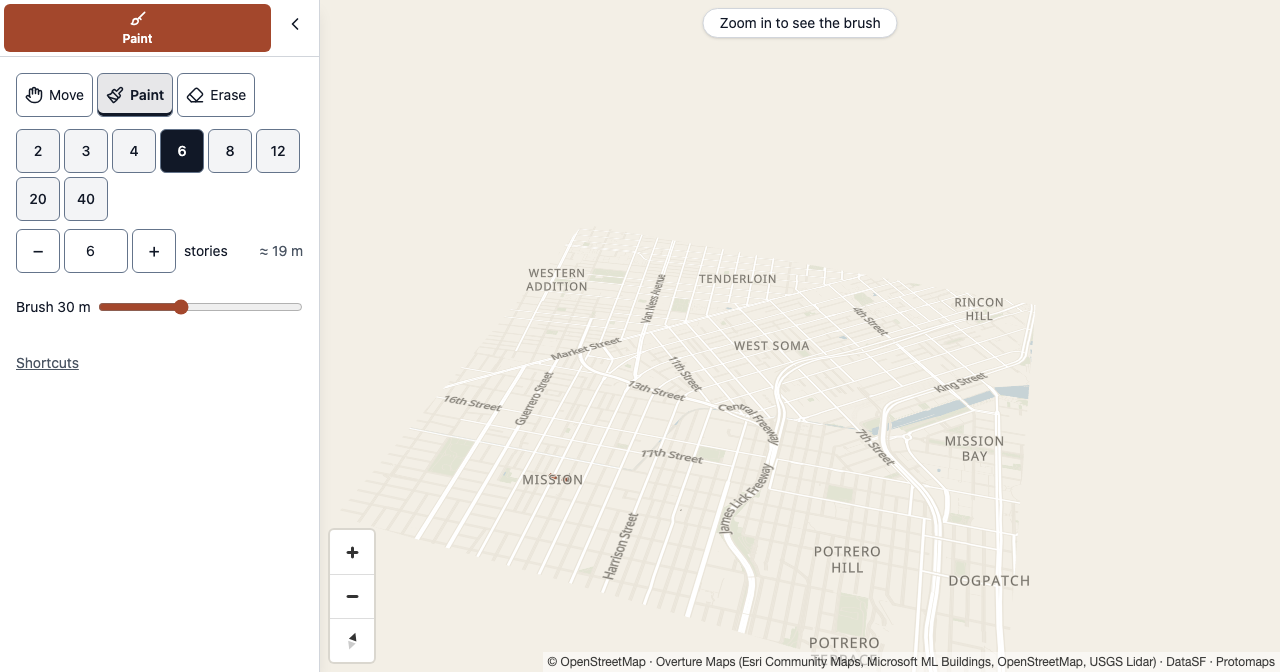 Paint
Zoom in to see the brush
Move
Paint
Erase
2
3
4
6
8
12
20
40
−
6
+
stories
≈ 19 m
Brush 30 m
Shortcuts
WESTERN
ADDITION
TENDERLOIN
Van Ness Avenue
RINCON
HILL
4th Street
WEST SOMA
Market Street
11th Street
13th Street
King Street
Guerrero Street
16th Street
Central Freeway
7th Street
MISSION
BAY
17th Street
MISSION
James Lick Freeway
Harrison Street
POTRERO
HILL
DOGPATCH
POTRERO
TERRACE
+
−
© OpenStreetMap · Overture Maps (Esri Community Maps, Microsoft ML Buildings, OpenStreetMap, USGS Lidar) · DataSF · Protomaps